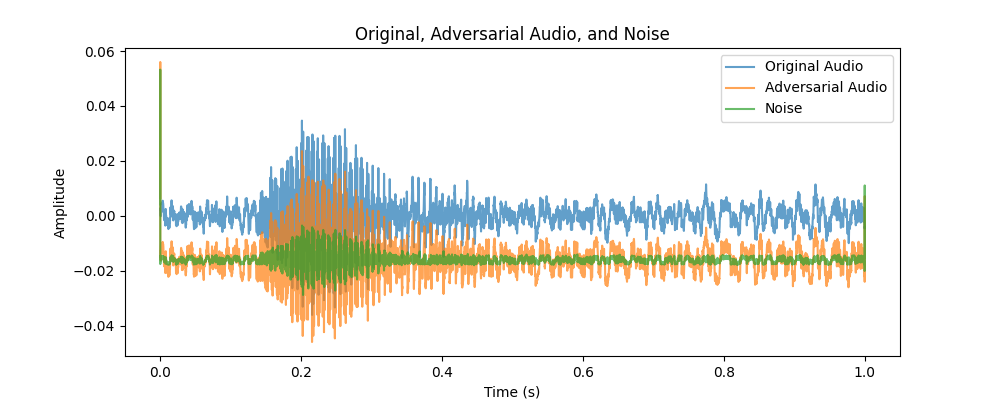 Original, Adversarial Audio, and Noise
Original Audio
Adversarial Audio
Noise
0.06
0.04
0.02
0.00
−0.02
−0.04
Amplitude
0.0
0.2
0.4
0.6
0.8
1.0
Time (s)